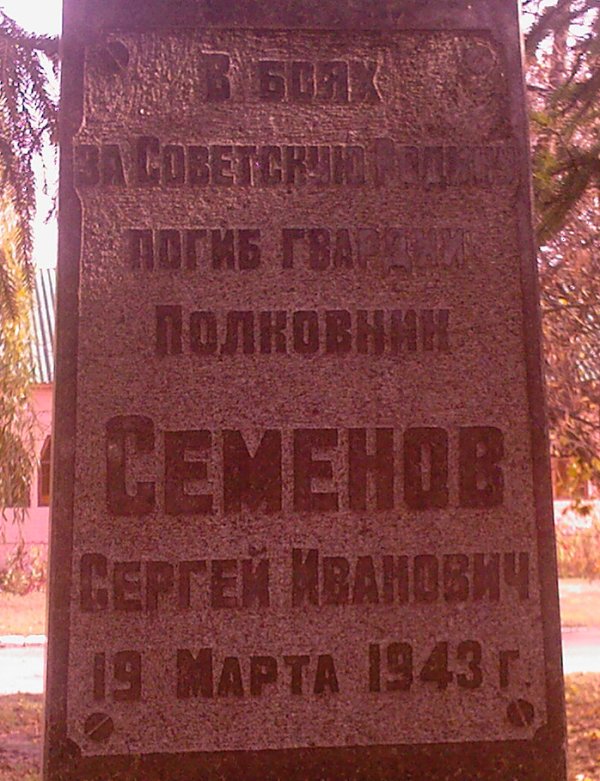 В БОЯХ
ЗА СОВЕТСКУЮ РОДИНУ
ПОГИБ ГВАРДИИ
ПОЛКОВНИК
СЕМЕНОВ
СЕРГЕЙ ИВАНОВИЧ
19 МАРТА 1943 Г.